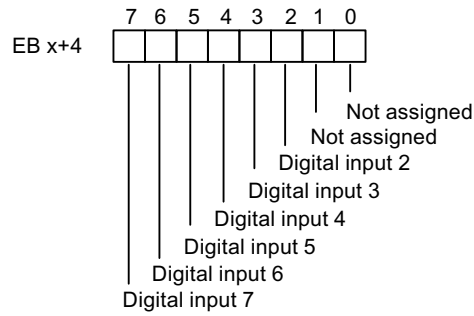 7 6 5 4 3 2 1 0
EB x+4
Not assigned
Not assigned
Digital input 2
Digital input 3
Digital input 4
Digital input 5
Digital input 6
Digital input 7